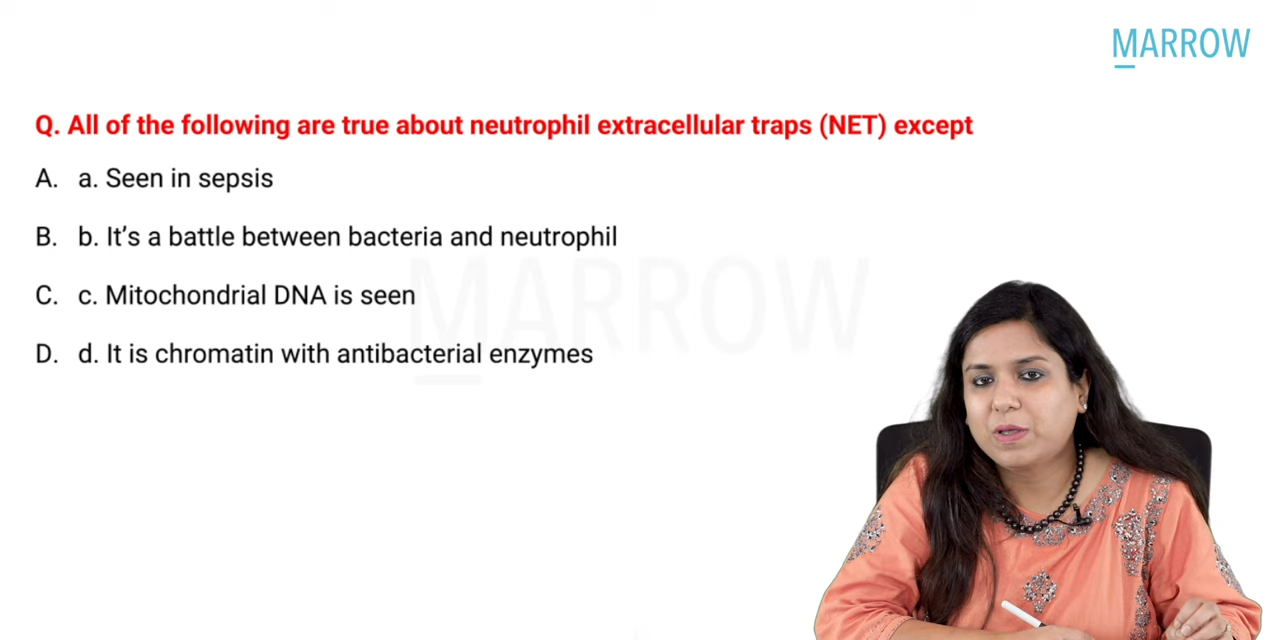 MARROW
Q. All of the following are true about neutrophil extracellular traps (NET) except
A. a. Seen in sepsis
B. b. It’s a battle between bacteria and neutrophil
C. c. Mitochondrial DNA is seen
MARROW
D. d. It is chromatin with antibacterial enzymes